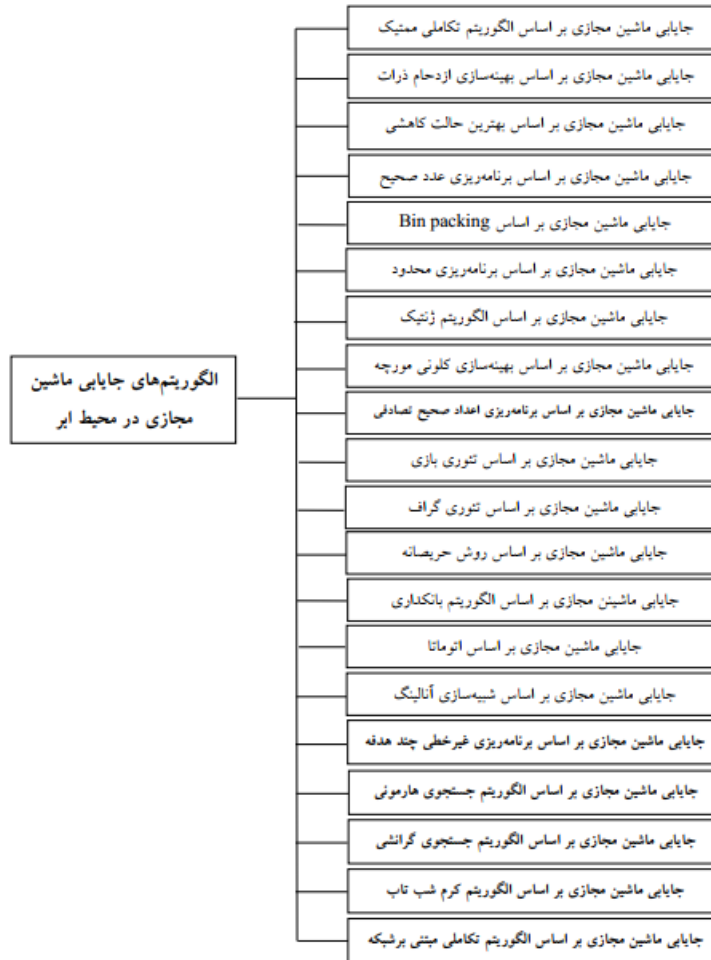 جایابی ماشین مجازی بر اساس الگوریتم تکاملی ممتیک
جایابی ماشین مجازی بر اساس بهینه‌سازی ازدحام ذرات
جایابی ماشین مجازی بر اساس بهترین حالت کاهشی
جایابی ماشین مجازی بر اساس برنامه‌ریزی عدد صحیح
جایابی ماشین مجازی بر اساس Bin packing
جایابی ماشین مجازی بر اساس برنامه‌ریزی محدود
جایابی ماشین مجازی بر اساس الگوریتم ژنتیک
جایابی ماشین مجازی بر اساس بهینه‌سازی کلونی مورچه
جایابی ماشین مجازی بر اساس برنامه‌ریزی اعداد صحیح تصادفی
جایابی ماشین مجازی بر اساس تئوری بازی
جایابی ماشین مجازی بر اساس تئوری گراف
جایابی ماشین مجازی بر اساس روش حریصانه
جایابی ماشینن مجازی بر اساس الگوریتم بانکداری
جایابی ماشین مجازی بر اساس اتوماتا
جایابی ماشین مجازی بر اساس شبیه‌سازی آنالینگ
جایابی ماشین مجازی بر اساس برنامه‌ریزی غیرخطی چند هدفه
جایابی ماشین مجازی بر اساس الگوریتم جستجوی هارمونی
جایابی ماشین مجازی بر اساس الگوریتم جستجوی گرانشی
جایابی ماشین مجازی بر اساس الگوریتم کرم شب تاب
جایابی ماشین مجازی بر اساس الگوریتم تکاملی مبتنی برشبکه
الگوریتم‌های جایابی ماشین
مجازی در محیط ابر